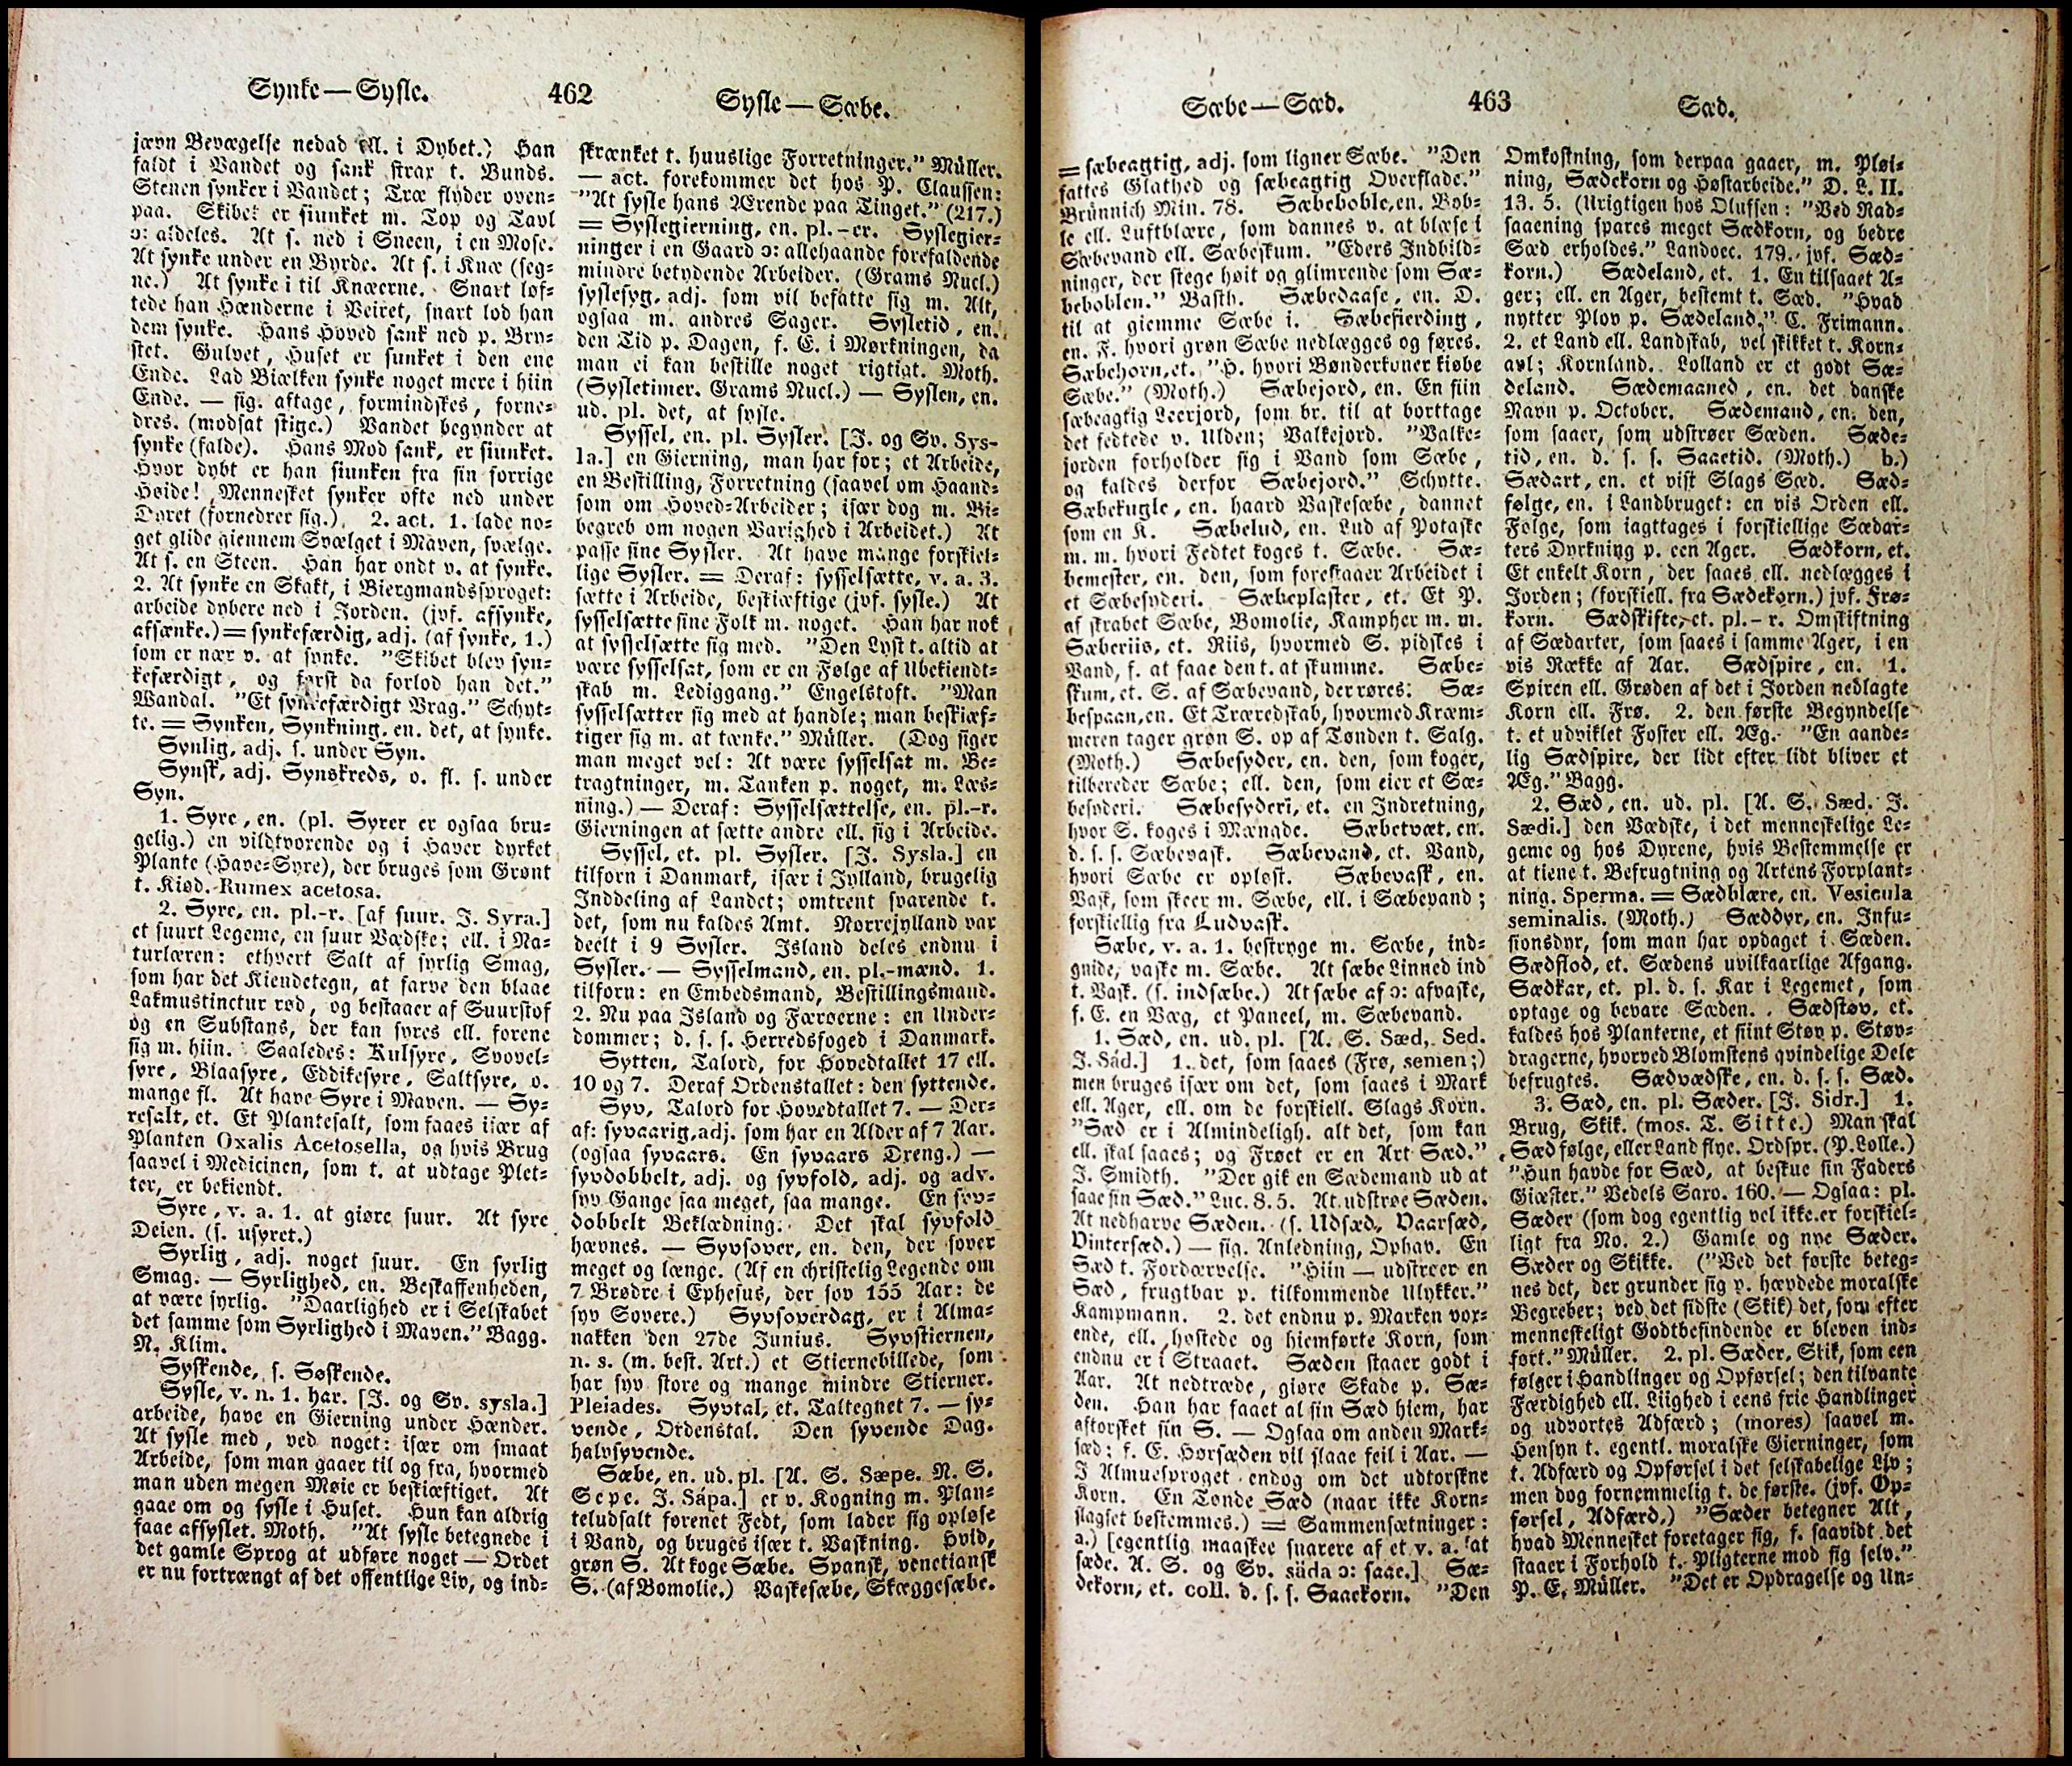 Synke — Sysle.
462
Sysle — Sæbe.
jævn Bevægelse nedad ell. i Dybet.) Han
faldt i Vandet og sank strax t. Bunds.
Stenen synker i Vandet; Træ flyder oven-
paa. Skibet er siunket m. Top og Tavl
ɔ: aldeles. At s. ned i Sneen, i en Mose.
At synke under en Byrde. At s. i Knæ (seg-
ne.) At synke i til Knæerne. Snart løf-
tede han Hænderne i Veiret, snart lod han
dem synke. Hans Hoved sank ned p. Bry-
stet. Gulvet, Huset er sunket i den ene
Ende. Lad Biælken synke noget mere i hiin
Ende. — fig. aftage, formindskes, forne-
dres. (modsat stige.) Vandet begynder at
synke (falde). Hans Mod sank, er siunket.
Hvor dybt er han siunken fra sin forrige
Høide! Mennesket synker ofte ned under
Dyret (fornedrer sig.) 2. act. 1. lade no-
get glide giennem Svælget i Maven, svælge.
At s. en Steen. Han har ondt v. at synke.
2. At synke en Skakt, i Biergmandssproget:
arbeide dybere ned i Jorden. (jvf. afsynke,
afsænke.) = synkefærdig, adj. (af synke, 1.)
som er nær v. at synke. "Skibet blev syn-
kefærdigt, og først da forlod han det."
Wandal. "Et synkefærdigt Vrag." Schyt-
te. = Synken, Synkning, en. det, at synke.
Synlig, adj. s. under Syn.
Synsk, adj. Synskreds, o. fl. s. under
Syn.
1. Syre, en. (pl. Syrer er ogsaa bru-
gelig.) en vildtvorende og i Haver dyrket
Plante (Have-Syre), der bruges som Grønt
t. Kiød. Rumex acetosa.
2. Syre, en. pl.-r. [af suur. J. Syra.]
et suurt Legeme, en suur Vædske; ell. i Na-
turlæren: ethvert Salt af syrlig Smag,
som har det Kiendetegn, at farve den blaae
Lakmustinctur rød, og bestaaer af Suurstof
og en Substans, der kan syres ell. forene
sig m. hiin. Saaledes: Kulsyre, Svovel-
syre, Blaasyre, Eddikesyre, Saltsyre, o.
mange fl. At have Syre i Maven. — Sy-
resalt, et. Et Plantesalt, som faaes især af
Planten Oxalis Acetosella, og hvis Brug
saavel i Medicinen, som t. at udtage Plet-
ter, er bekiendt.
Syre, v. a. 1. at giøre suur. At syre
Deien. (s. usyret.)
Syrlig, adj. noget suur. En syrlig
Smag. — Syrlighed, en. Beskaffenheden,
at være syrlig. "Daarlighed er i Selskabet
det samme som Syrlighed i Maven." Bagg.
N. Klim.
Syskende, s. Søskende.
Sysle, v. n. 1. har. [J. og Sv. sysla.]
arbeide, have en Gierning under Hænder.
At sysle med, ved noget: især om smaat
Arbeide, som man gaaer til og fra, hvormed
man uden megen Møie er beskiæftiget. At
gaae om og sysle i Huset. Hun kan aldrig
faae afsyslet. Moth. "At sysle betegnede i
det gamle Sprog at udføre noget — Ordet
er nu fortrængt af det offentlige Liv, og ind-
skrænket t. huuslige Forretninger." Müller.
— act. forekommer det hos P. Claussen:
"At sysle hans Ærende paa Tinget." (217.)
= Syslegierning, en. pl.-er. Syslegier-
ninger i en Gaard ɔ: allehaande forefaldende
mindre betydende Arbeider. (Grams Nucl.)
syslesyg, adj. som vil befatte sig m. Alt,
ogsaa m. andres Sager. Sysletid, en.
den Tid p. Dagen, f. E. i Mørkningen, da
man ei kan bestille noget rigtigt. Moth.
(Sysletimer. Grams Nucl.) — Syslen, en.
ud. pl. det, at sysle.
Syssel, en. pl. Sysler. [J. og Sv. Sys-
la.] en Gierning, man har for; et Arbeide,
en Bestilling, Forretning (saavel om Haand-
som om Hoved-Arbeider; især dog m. Bi-
begreb om nogen Varighed i Arbeidet.) At
passe sine Sysler. At have mange forskiel-
lige Sysler. = Deraf: sysselsætte, v. a. 3.
sætte i Arbeide, beskiæftige (jvf. sysle.) At
sysselsætte sine Folk m. noget. Han har nok
at sysselsætte sig med. "Den Lyst t. altid at
være sysselsat, som er en Følge af Ubekiendt-
skab m. Lediggang." Engelstoft. "Man
sysselsætter sig med at handle; man beskiæf-
tiger sig m. at tænke." Müller. (Dog siger
man meget vel: At være sysselsat m. Be-
tragtninger, m. Tanken p. noget, m. Læs-
ning.) — Deraf: Sysselsættelse, en. pl.-r.
Gierningen at sætte andre ell. sig i Arbeide.
Syssel, et. pl. Sysler. [J. Sysla.] en
tilforn i Danmark, især i Jylland, brugelig
Inddeling af Landet; omtrent svarende t.
det, som nu kaldes Amt. Nørrejylland var
deelt i 9 Sysler. Island deles endnu i
Sysler. — Sysselmand, en. pl.-mænd. 1.
tilforn: en Embedsmand, Bestillingsmand.
2. Nu paa Island og Færøerne: en Under-
dommer; d. s. s. Herredsfoged i Danmark.
Sytten, Talord, for Hovedtallet 17 ell.
10 og 7. Deraf Ordenstallet: den syttende.
Syv, Talord for Hovedtallet 7. — Der-
af: syvaarig, adj. som har en Alder af 7 Aar.
(ogsaa syvaars. En syvaars Dreng.) —
syvdobbelt, adj. og syvfold, adj. og adv.
syv Gange saa meget, saa mange. En syv-
dobbelt Beklædning. Det skal syvfold
hævnes. — Syvsover, en. den, der sover
meget og længe. (Af en christelig Legende om
7 Brødre i Ephesus, der sov 155 Aar: de
syv Sovere.) Syvsoverdag, er i Alma-
nakken den 27de Junius. Syvstiernen,
n. s. (m. best. Art.) et Stiernebillede, som
har syv store og mange mindre Stierner.
Pleiades. Syvtal, et. Taltegnet 7. — sy-
vende, Ordenstal. Den syvende Dag.
halvsyvende.
Sæbe, en. ud. pl. [A. S. Sæpe. N. S.
Sepe. J. Sápa.] et v. Kogning m. Plan-
teludsalt forenet Fedt, som lader sig opløse
i Vand, og bruges især t. Vaskning. Hvid,
grøn S. At koge Sæbe. Spansk, venetiansk
S. (af Bomolie.) Vaskesæbe, Skæggesæbe.
Sæbe — Sæd.
463
Sæd.
= sæbeagtig, adj. som ligner Sæbe. "Den
fattes Glathed og sæbeagtig Overflade."
Brünnich Min. 78. Sæbeboble, en. Bob-
le ell. Luftblære, som dannes v. at blæse i
Sæbevand ell. Sæbeskum. "Eders Indbild-
ninger, der stege høit og glimrende som Sæ-
beboblen." Basth. Sæbedaase, en. D.
til at giemme Sæbe i. Sæbefierding,
en. F. hvori grøn Sæbe nedlægges og føres.
Sæbehorn, et. "H. hvori Bønderkoner kiøbe
Sæbe." (Moth.) Sæbejord, en. En fiin
sæbeagtig Leerjord, som br. til at borttage
det fedtede v. Ulden; Valkejord. "Valke-
jorden forholder sig i Vand som Sæbe,
og kaldes derfor Sæbejord." Schytte.
Sæbekugle, en. haard Vaskesæbe, dannet
som en K. Sæbelud, en. Lud af Potaske
m. m. hvori Fedtet koges t. Sæbe. Sæ-
bemester, en. den, som forestaaer Arbeidet i
et Sæbesyderi. Sæbeplaster, et. Et P.
af skrabet Sæbe, Bomolie, Kampher m. m.
Sæberiis, et. Riis, hvormed S. pidskes i
Vand, f. at faae den t. at skumme. Sæbe-
skum, et. S. af Sæbevand, der røres. Sæ-
bespaan, en. Et Træredskab, hvormed Kræm-
meren tager grøn S. op af Tønden t. Salg.
(Moth.) Sæbesyder, en. den, som koger,
tilbereder Sæbe; ell. den, som eier et Sæ-
besyderi. Sæbesyderi, et. en Indretning,
hvor S. koges i Mængde. Sæbetvæt, en.
d. s. s. Sæbevask. Sæbevand, et. Vand,
hvori Sæbe er opløst. Sæbevask, en.
Vask, som skeer m. Sæbe, ell. i Sæbevand;
forskiellig fra Ludvask.
Sæbe, v. a. 1. bestryge m. Sæbe, ind-
gnide, vaske m. Sæbe. At sæbe Linned ind
t. Vask. (s. indsæbe.) At sæbe af ɔ: afvaske,
f. E. en Væg, et Paneel, m. Sæbevand.
1. Sæd, en. ud. pl. [A. S. Sæd, Sed.
J. Sád.] 1. det, som saaes (Frø, semen;)
men bruges især om det, som saaes i Mark
ell. Ager, ell. om de forskiell. Slags Korn.
"Sæd er i Almindeligh. alt det, som kan
ell. skal saaes; og Frøet er en Art Sæd."
J. Smidth. "Der gik en Sædemand ud at
saae sin Sæd." Luc. 8. 5. At udstrøe Sæden.
At nedharve Sæden. (s. Udsæd, Vaarsæd,
Vintersæd.) — fig. Anledning, Ophav. En
Sæd t. Fordærvelse. "Hiin — udstrøer en
Sæd, frugtbar p. tilkommende Ulykker."
Kampmann. 2. det endnu p. Marken vor-
ende, ell. høstede og hiemførte Korn, som
endnu er i Straaet. Sæden staaer godt i
Aar. At nedtræde, giøre Skade p. Sæ-
den. Han har faaet al sin Sæd hiem, har
aftorsket sin S. — Ogsaa om anden Mark-
sæd; f. E. Hørsæden vil slaae feil i Aar. —
I Almuesproget endog om det udtorskne
Korn. En Tønde Sæd (naar ikke Korn-
slagset bestemmes.) = Sammensætninger:
a.) [egentlig maaskee snarere af et v. a. at
sæde. A. S. og Sv. säda ɔ: saae.] Sæ-
dekorn, et. coll. d. s. s. Saaekorn. "Den
Omkostning, som derpaa gaaer, m. Pløi-
ning, Sædekorn og Høstarbeide." D. L. II.
13. 5. (Urigtigen hos Olufsen: "Ved Rad-
saaening spares meget Sædkorn, og bedre
Sæd erholdes." Landoec. 179. jvf. Sæd-
korn.) Sædeland, et. 1. En tilsaaet A-
ger; ell. en Ager, bestemt t. Sæd. "Hvad
nytter Plov p. Sædeland." C. Frimann.
2. et Land ell. Landskab, vel skikket t. Korn-
avl; Kornland. Lolland er et godt Sæ-
deland. Sædemaaned, en. det danske
Navn p. October. Sædemand, en. den,
som saaer, som udstrøer Sæden. Sæde-
tid, en. d. s. s. Saaetid. (Moth.) b.)
Sædart, en. et vist Slags Sæd. Sæd-
følge, en. i Landbruget: en vis Orden ell.
Følge, som iagttages i forskiellige Sædar-
ters Dyrkning p. een Ager. Sædkorn, et.
Et enkelt Korn, der saaes ell. nedlægges i
Jorden; (forskiell. fra Sædekorn.) jvf. Frø-
korn. Sædskifte, et. pl.-r. Omskiftning
af Sædarter, som saaes i samme Ager, i en
vis Række af Aar. Sædspire, en. 1.
Spiren ell. Grøden af det i Jorden nedlagte
Korn ell. Frø. 2. den første Begyndelse
t. et udviklet Foster ell. Æg. "En aande-
lig Sædspire, der lidt efter lidt bliver et
Æg." Bagg.
2. Sæd, en. ud. pl. [A. S. Sæd. J.
Sædi.] den Vædske, i det menneskelige Le-
geme og hos Dyrene, hvis Bestemmelse er
at tiene t. Befrugtning og Artens Forplant-
ning. Sperma. = Sædblære, en. Vesicula
seminalis. (Moth.) Sæddyr, en. Infu-
sionsdyr, som man har opdaget i Sæden.
Sædflod, et. Sædens uvilkaarlige Afgang.
Sædkar, et. pl. d. s. Kar i Legemet, som
optage og bevare Sæden. Sædstøv, et.
kaldes hos Planterne, et fiint Støv p. Støv-
dragerne, hvorved Blomstens qvindelige Dele
befrugtes. Sædvædske, en. d. s. s. Sæd.
3. Sæd, en. pl. Sæder. [J. Sidr.] 1.
Brug, Skik. (mos. T. Sitte.) Man skal
Sæd følge, eller Land flye. Ordspr. (P. Lolle.)
"Hun havde for Sæd, at beskue sin Faders
Giæster." Vedels Saxo. 160. — Ogsaa: pl.
Sæder (som dog egentlig vel ikke er forskiel-
ligt fra No. 2.) Gamle og nye Sæder.
Sæder og Skikke. ("Ved det første beteg-
nes det, der grunder sig p. hævdede moralske
Begreber; ved det sidste (Skik) det, som efter
menneskeligt Godtbefindende er bleven ind-
ført." Müller. 2. pl. Sæder, Skik, som een
følger i Handlinger og Opførsel; den tilvante
Færdighed ell. Liighed i eens frie Handlinger
og udvortes Adfærd; (mores) saavel m.
Hensyn t. egentl. moralske Gierninger, som
t. Adfærd og Opførsel i det selskabelige Liv;
men dog fornemmelig t. de første. (jvf. Op-
førsel, Adfærd.) "Sæder betegner Alt,
hvad Mennesket foretager sig, f. saavidt det
staaer i Forhold t. Pligterne mod sig selv."
P. E. Müller. "Det er Opdragelse og Un-